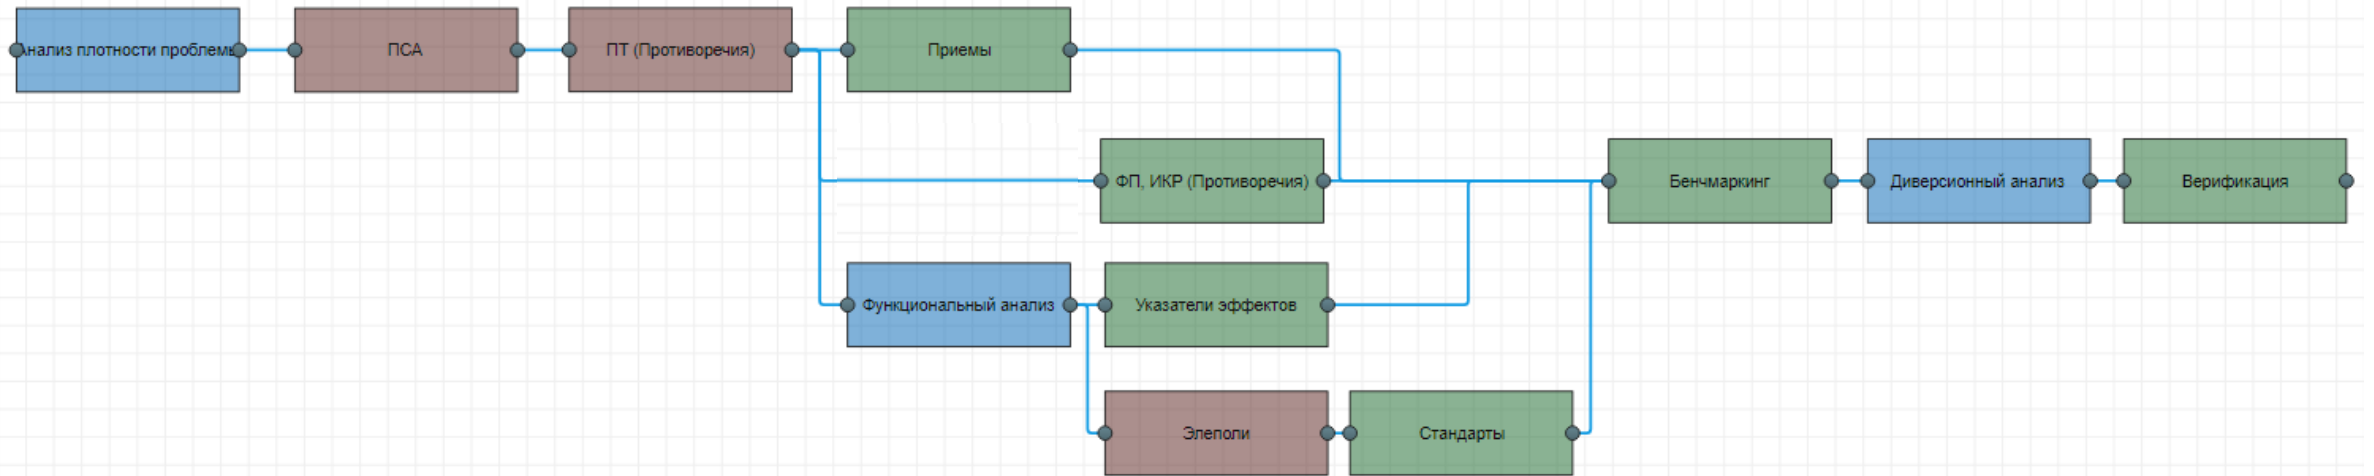 Анализ плотности проблемы
ПСА
ПТ (Противоречия)
Приемы
ФП, ИКР (Противоречия)
Бенчмаркинг
Диверсионный анализ
Верификация
Функциональный анализ
Указатели эффектов
Элеполи
Стандарты